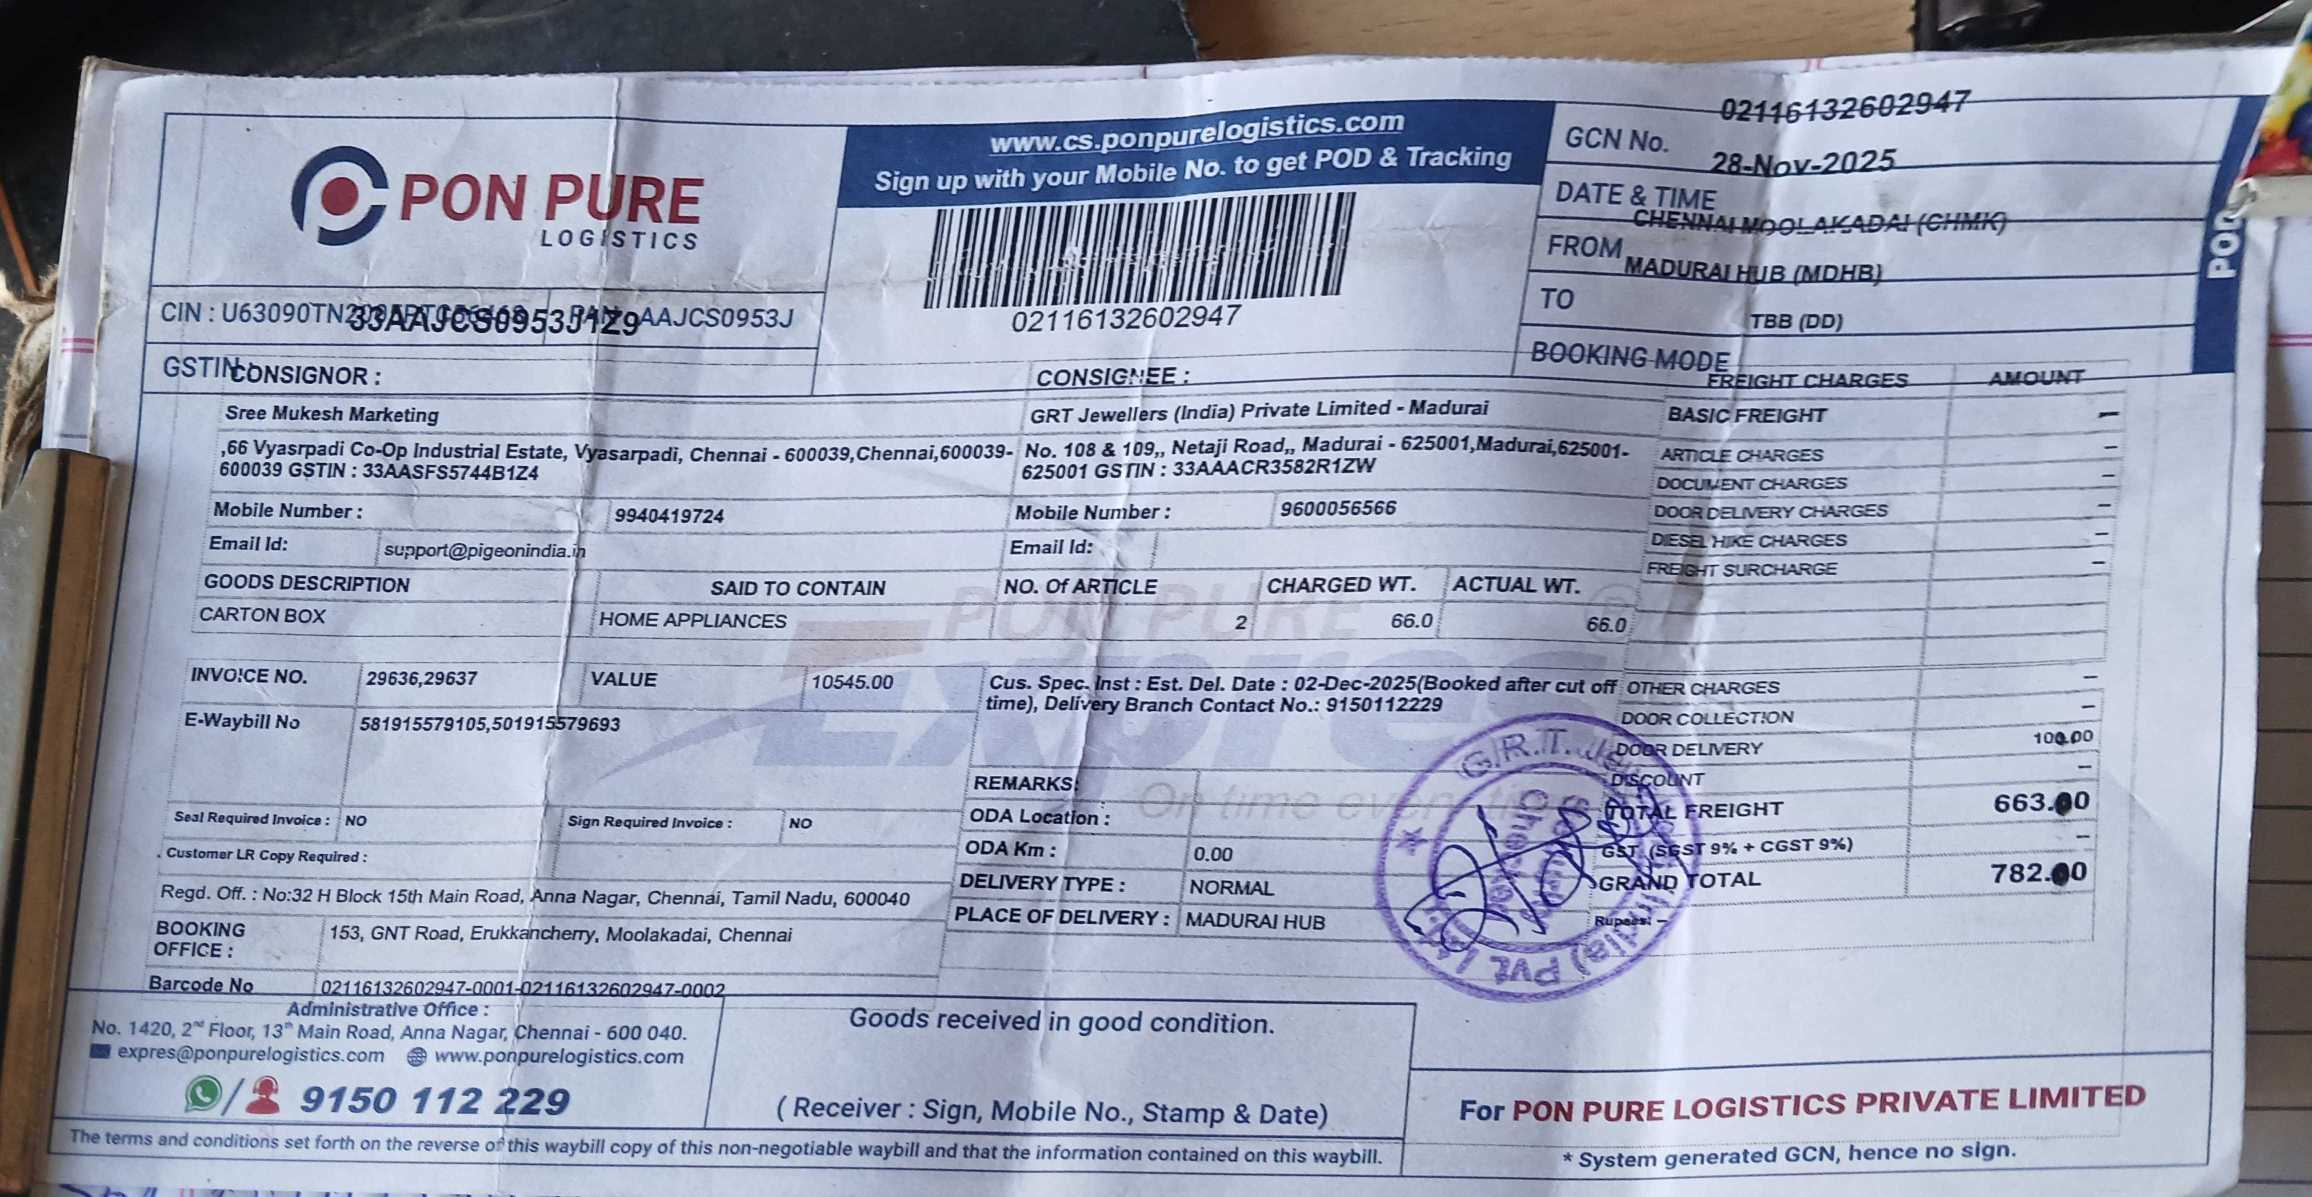 PON PURE
LOGISTICS
www.cs.ponpurelogistics.com
Sign up with your Mobile No. to get POD & Tracking
02116132602947
GCN No. 02116132602947
DATE & TIME 28-Nov-2025
FROM CHENNAI MOOLAKADAI (CHMK)
TO MADURAI HUB (MDHB)
BOOKING MODE TBB (DD)
POD
CIN : PAN : AAJCS0953J
GSTIN: 33AAJCS0953J1Z9
CONSIGNOR :
Sree Mukesh Marketing
,66 Vyasrpadi Co-Op Industrial Estate, Vyasarpadi, Chennai - 600039,Chennai,600039-
600039 GSTIN : 33AASFS5744B1Z4
Mobile Number : 9940419724
Email Id: support@pigeonindia.in
CONSIGNEE :
GRT Jewellers (India) Private Limited - Madurai
No. 108 & 109,, Netaji Road,, Madurai - 625001,Madurai,625001-
625001 GSTIN : 33AAACR3582R1ZW
Mobile Number : 9600056566
Email Id:
GOODS DESCRIPTION SAID TO CONTAIN NO. Of ARTICLE CHARGED WT. ACTUAL WT.
CARTON BOX HOME APPLIANCES 2 66.0 66.0
INVOICE NO. 29636,29637 VALUE 10545.00
E-Waybill No 581915579105,501915579693
Cus. Spec. Inst : Est. Del. Date : 02-Dec-2025(Booked after cut off
time), Delivery Branch Contact No.: 9150112229
REMARKS:
ODA Location :
ODA Km : 0.00
DELIVERY TYPE : NORMAL
PLACE OF DELIVERY : MADURAI HUB
Seal Required Invoice : NO Sign Required Invoice : NO
Customer LR Copy Required :
Regd. Off. : No:32 H Block 15th Main Road, Anna Nagar, Chennai, Tamil Nadu, 600040
BOOKING OFFICE : 153, GNT Road, Erukkancherry, Moolakadai, Chennai
Barcode No 02116132602947-0001-02116132602947-0002
FREIGHT CHARGES AMOUNT
BASIC FREIGHT -
ARTICLE CHARGES -
DOCUMENT CHARGES -
DOOR DELIVERY CHARGES -
DIESEL HIKE CHARGES -
FREIGHT SURCHARGE -
OTHER CHARGES -
DOOR COLLECTION -
DOOR DELIVERY 100.00
DISCOUNT -
TOTAL FREIGHT 663.00
GST (SGST 9% + CGST 9%) -
GRAND TOTAL 782.00
Rupees: -
PON PURE
Expres
Administrative Office :
No. 1420, 2nd Floor, 13th Main Road, Anna Nagar, Chennai - 600 040.
expres@ponpurelogistics.com www.ponpurelogistics.com
9150 112 229
Goods received in good condition.
( Receiver : Sign, Mobile No., Stamp & Date)
For PON PURE LOGISTICS PRIVATE LIMITED
* System generated GCN, hence no sign.
The terms and conditions set forth on the reverse of this waybill copy of this non-negotiable waybill and that the information contained on this waybill.